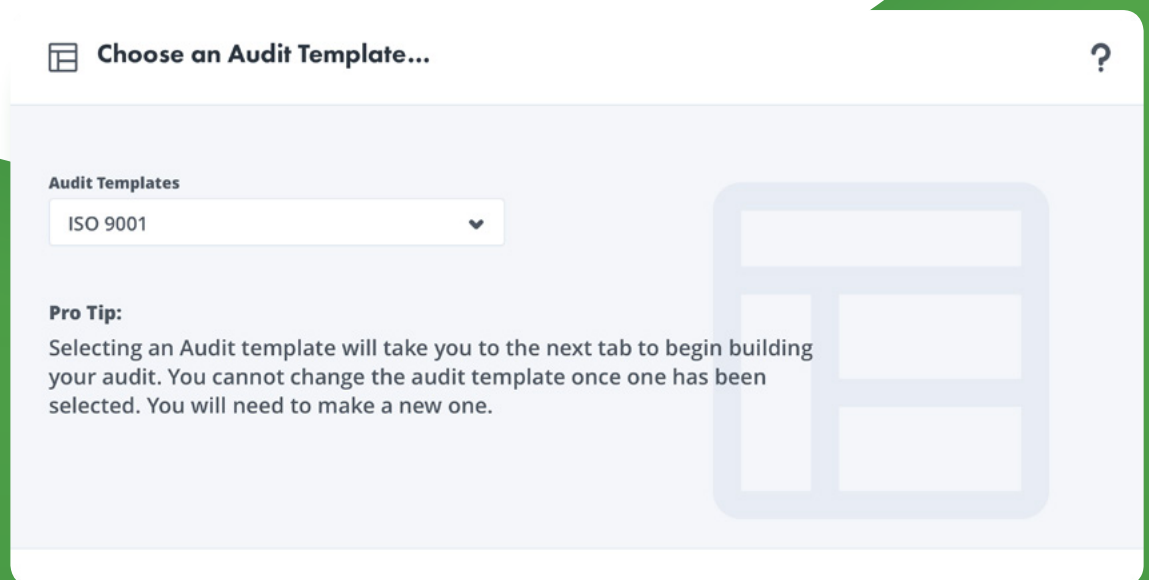 Choose an Audit Template...
?
Audit Templates
ISO 9001
Pro Tip:
Selecting an Audit template will take you to the next tab to begin building
your audit. You cannot change the audit template once one has been
selected. You will need to make a new one.